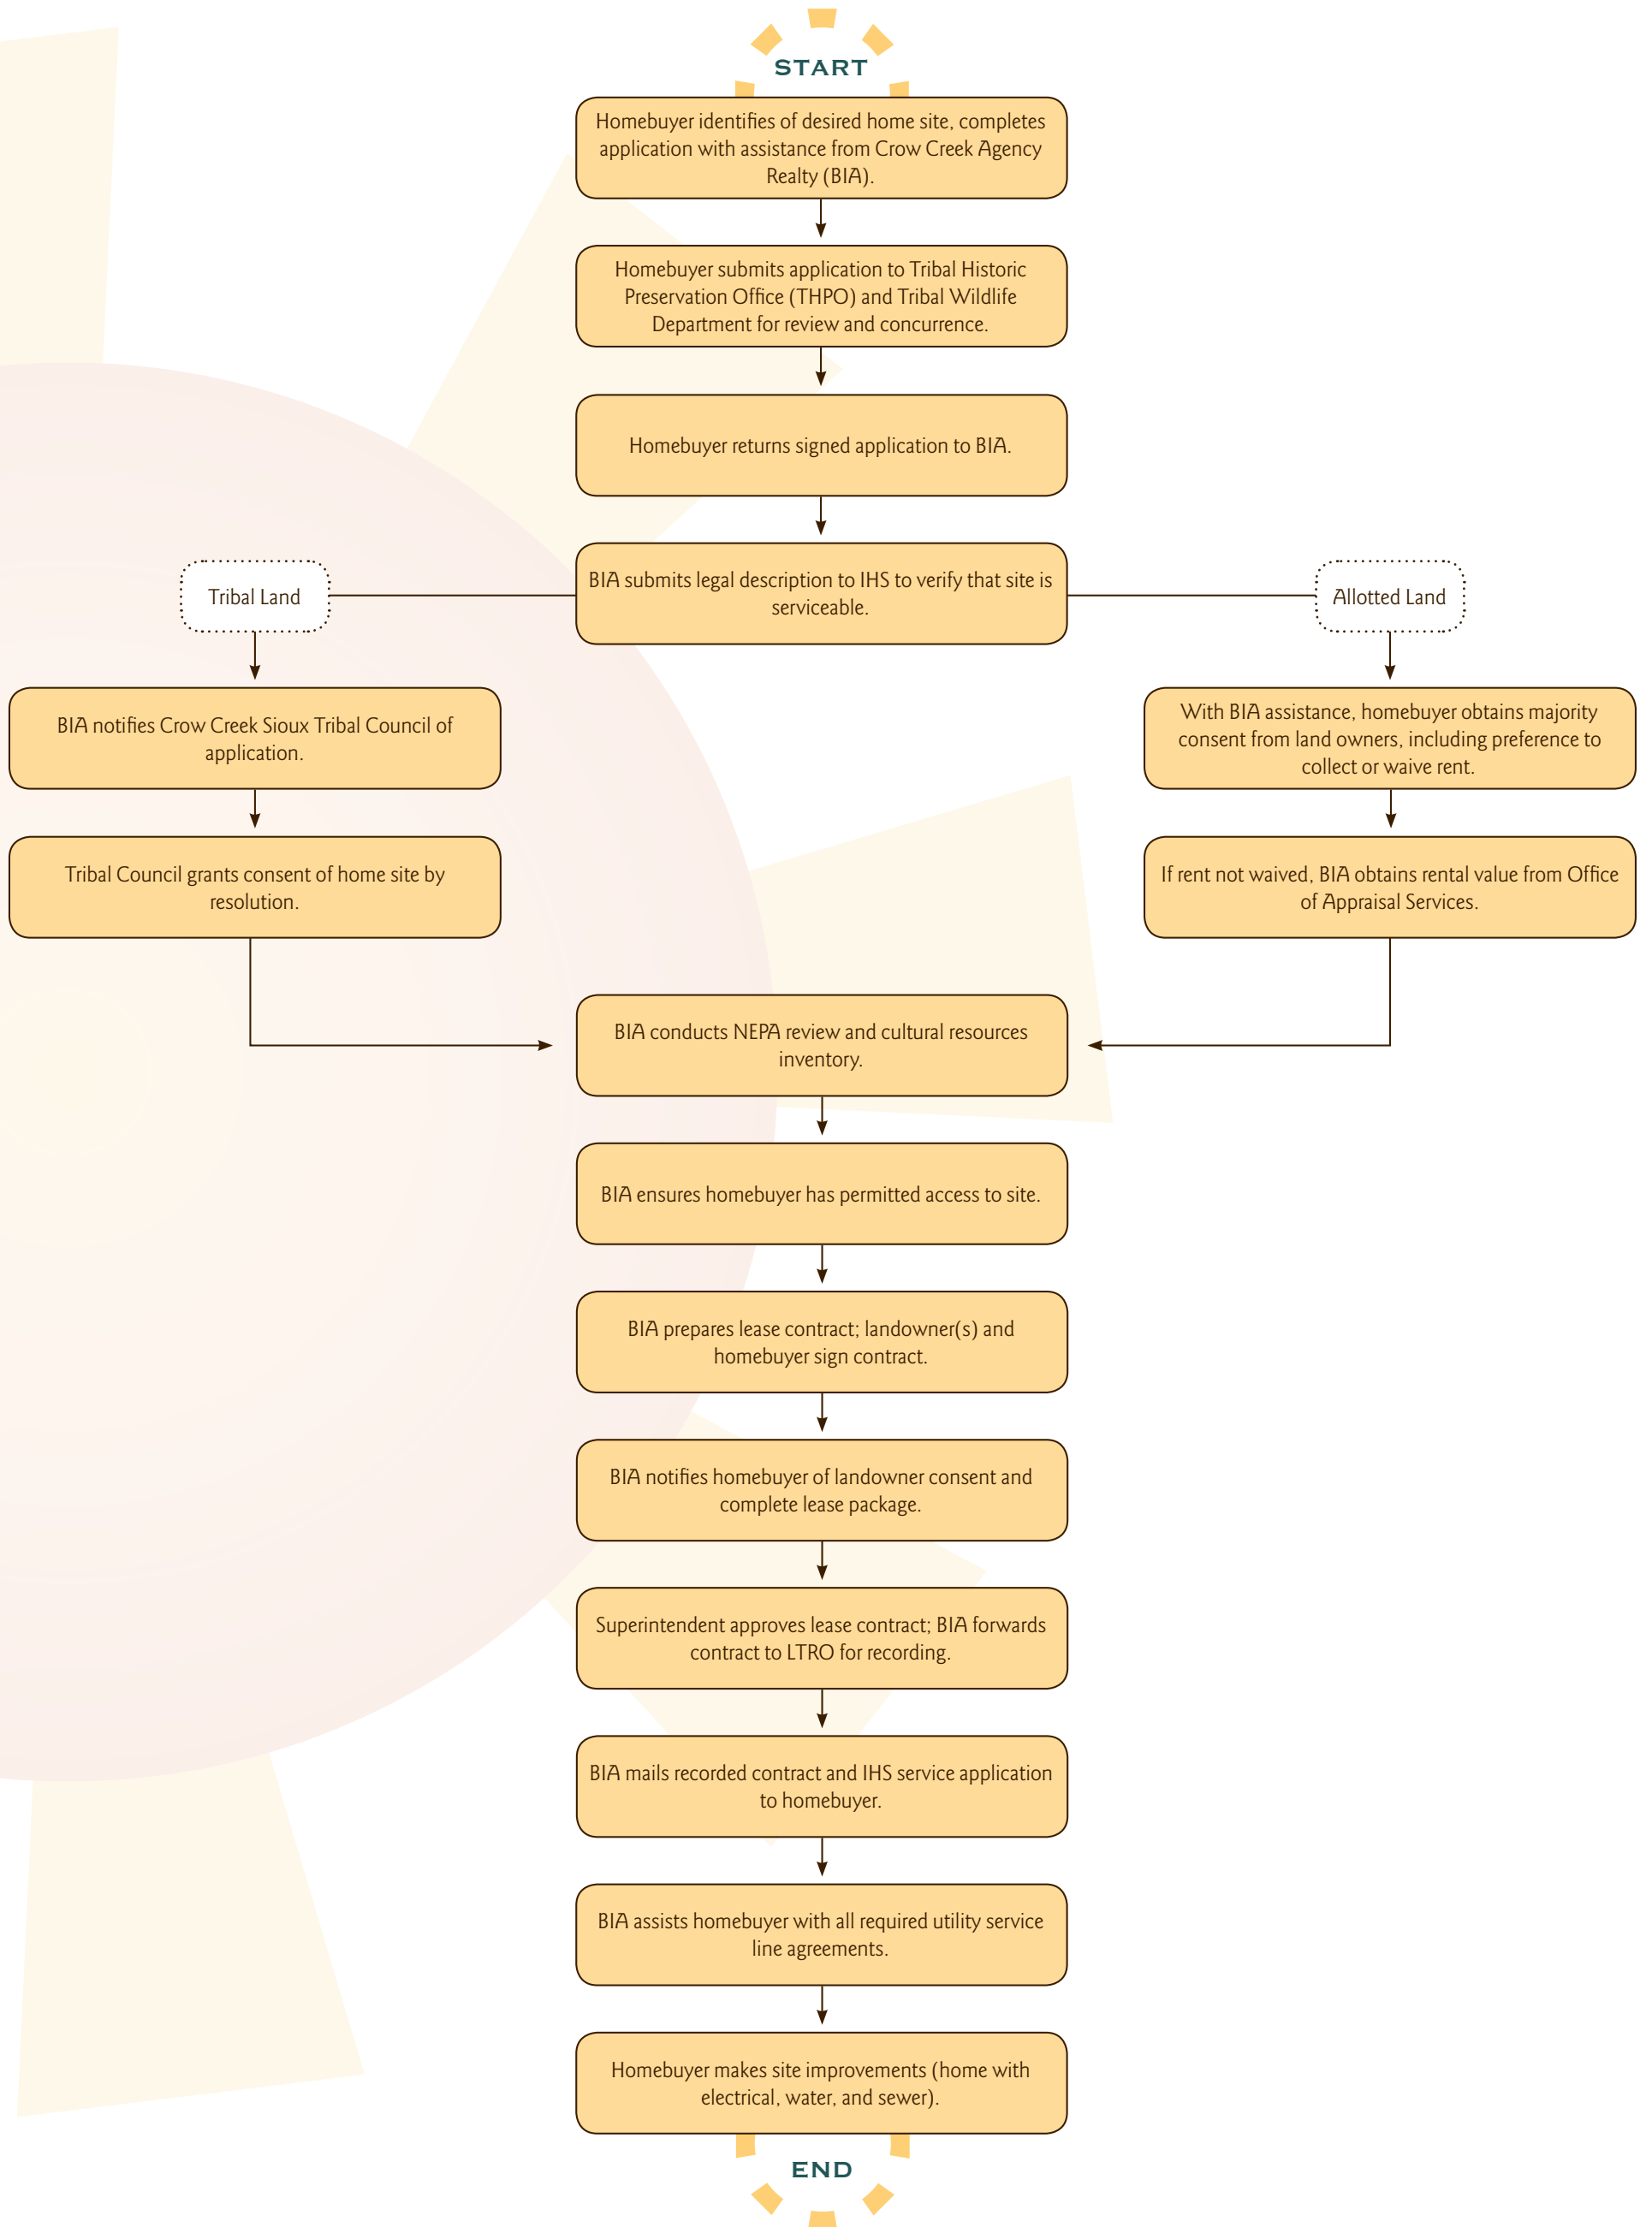 START
Homebuyer identifies of desired home site, completes
application with assistance from Crow Creek Agency
Realty (BIA).
Homebuyer submits application to Tribal Historic
Preservation Office (THPO) and Tribal Wildlife
Department for review and concurrence.
Homebuyer returns signed application to BIA.
BIA submits legal description to IHS to verify that site is
serviceable.
Tribal Land
Allotted Land
BIA notifies Crow Creek Sioux Tribal Council of
application.
With BIA assistance, homebuyer obtains majority
consent from land owners, including preference to
collect or waive rent.
Tribal Council grants consent of home site by
resolution.
If rent not waived, BIA obtains rental value from Office
of Appraisal Services.
BIA conducts NEPA review and cultural resources
inventory.
BIA ensures homebuyer has permitted access to site.
BIA prepares lease contract; landowner(s) and
homebuyer sign contract.
BIA notifies homebuyer of landowner consent and
complete lease package.
Superintendent approves lease contract; BIA forwards
contract to LTRO for recording.
BIA mails recorded contract and IHS service application
to homebuyer.
BIA assists homebuyer with all required utility service
line agreements.
Homebuyer makes site improvements (home with
electrical, water, and sewer).
END